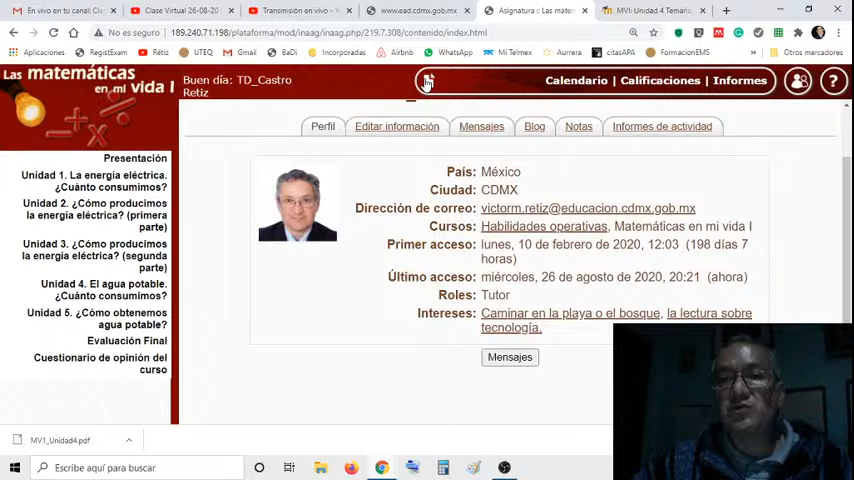 En vivo en tu canal: Cla
Clase Virtual 26-08-20
Transmisión en vivo - Y
www.ead.cdmx.gob.mx
Asignatura :: Las matem
MVI: Unidad 4 Temario
No es seguro
189.240.71.198/plataforma/mod/inaag/inaag.php/219.7.308/contenido/index.html
Aplicaciones
RegistExam
UTEQ
Gmail
Incorporadas
Airbnb
WhatsApp
Mi Telmex
citasAPA
FormacionEMS
Otros marcadores
Las matemáticas
en mi vida I
Buen día: TD_Castro
Retiz
Calendario | Calificaciones | Informes
?
Presentación
Unidad 1. La energía eléctrica.
¿Cuánto consumimos?
Unidad 2. ¿Cómo producimos
la energía eléctrica? (primera
parte)
Unidad 3. ¿Cómo producimos
la energía eléctrica? (segunda
parte)
Unidad 4. El agua potable.
¿Cuánto consumimos?
Unidad 5. ¿Cómo obtenemos
agua potable?
Evaluación Final
Cuestionario de opinión del
curso
Perfil
Editar información
Mensajes
Blog
Notas
Informes de actividad
País: México
Ciudad: CDMX
Dirección de correo: victorm.retiz@educacion.cdmx.gob.mx
Cursos: Habilidades operativas, Matemáticas en mi vida I
Primer acceso: lunes, 10 de febrero de 2020, 12:03 (198 días 7
horas)
Último acceso: miércoles, 26 de agosto de 2020, 20:21 (ahora)
Roles: Tutor
Intereses: Caminar en la playa o el bosque, la lectura sobre
tecnología.
Mensajes
MV1_Unidad4.pdf
Escribe aquí para buscar